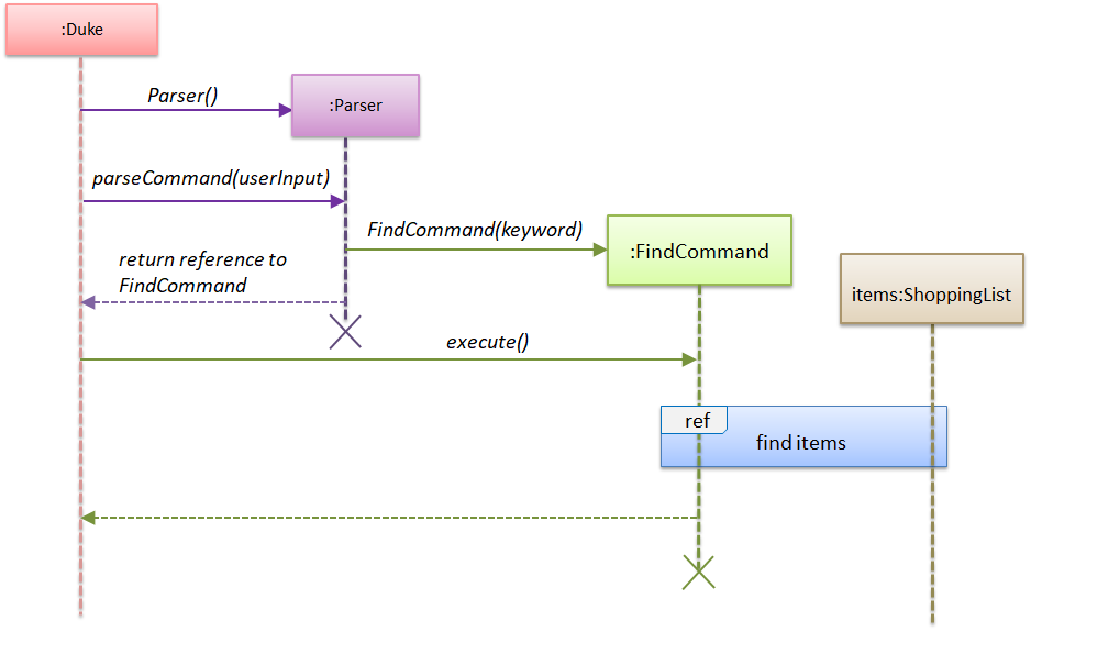 :Duke
Parser()
:Parser
parseCommand(userInput)
FindCommand(keyword)
:FindCommand
return reference to
FindCommand
items:ShoppingList
execute()
ref
find items